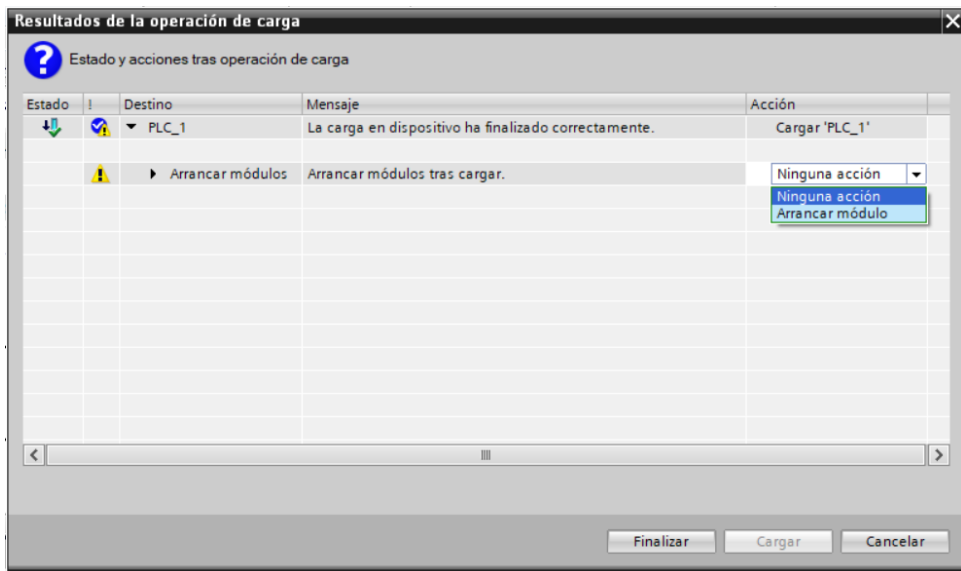 Resultados de la operación de carga
Estado y acciones tras operación de carga
Estado ! Destino Mensaje Acción
PLC_1 La carga en dispositivo ha finalizado correctamente. Cargar 'PLC_1'
Arrancar módulos Arrancar módulos tras cargar. Ninguna acción
Ninguna acción
Arrancar módulo
Finalizar Cargar Cancelar